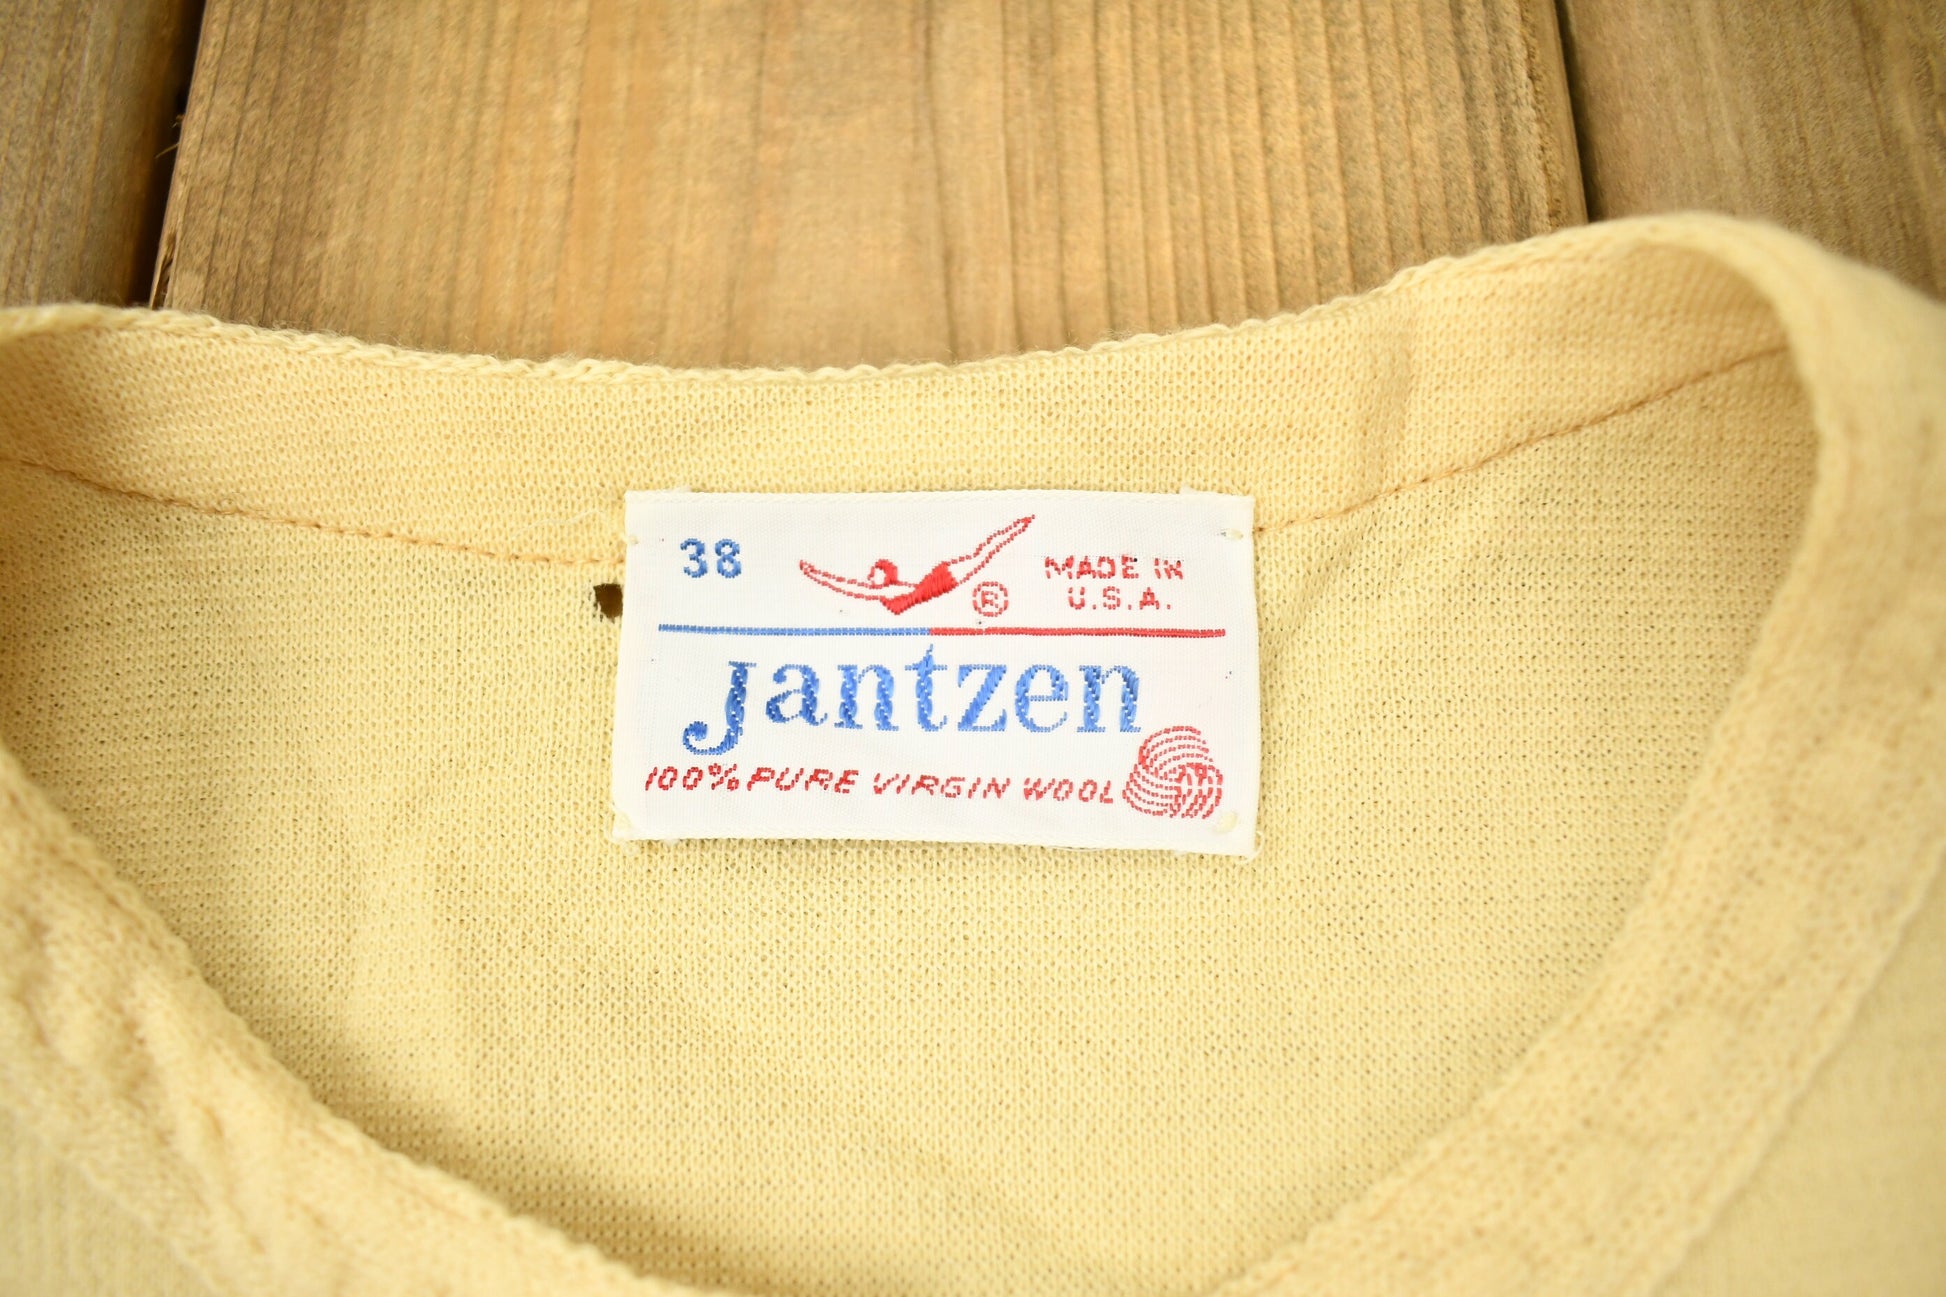 38
MADE IN
U.S.A.
®
Jantzen
100% PURE VIRGIN WOOL